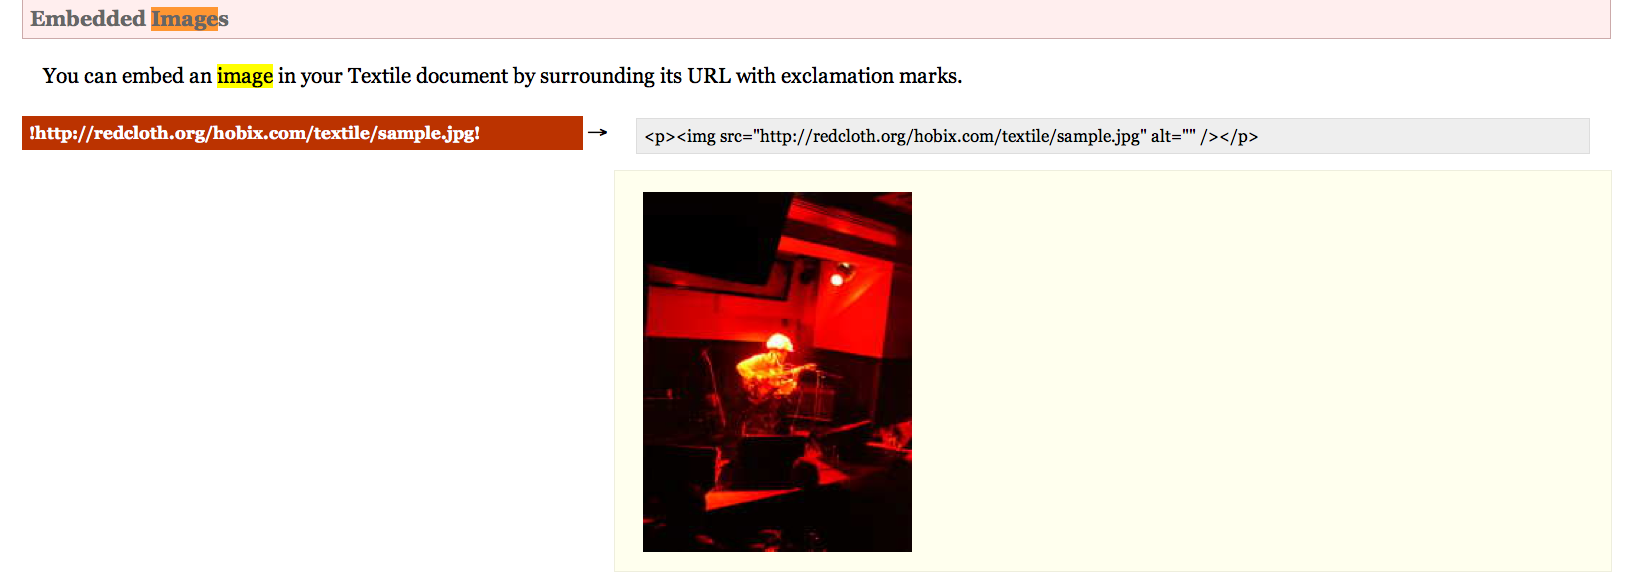 Embedded Images
You can embed an image in your Textile document by surrounding its URL with exclamation marks.
!http://redcloth.org/hobix.com/textile/sample.jpg! → <p><img src="http://redcloth.org/hobix.com/textile/sample.jpg" alt="" /></p>